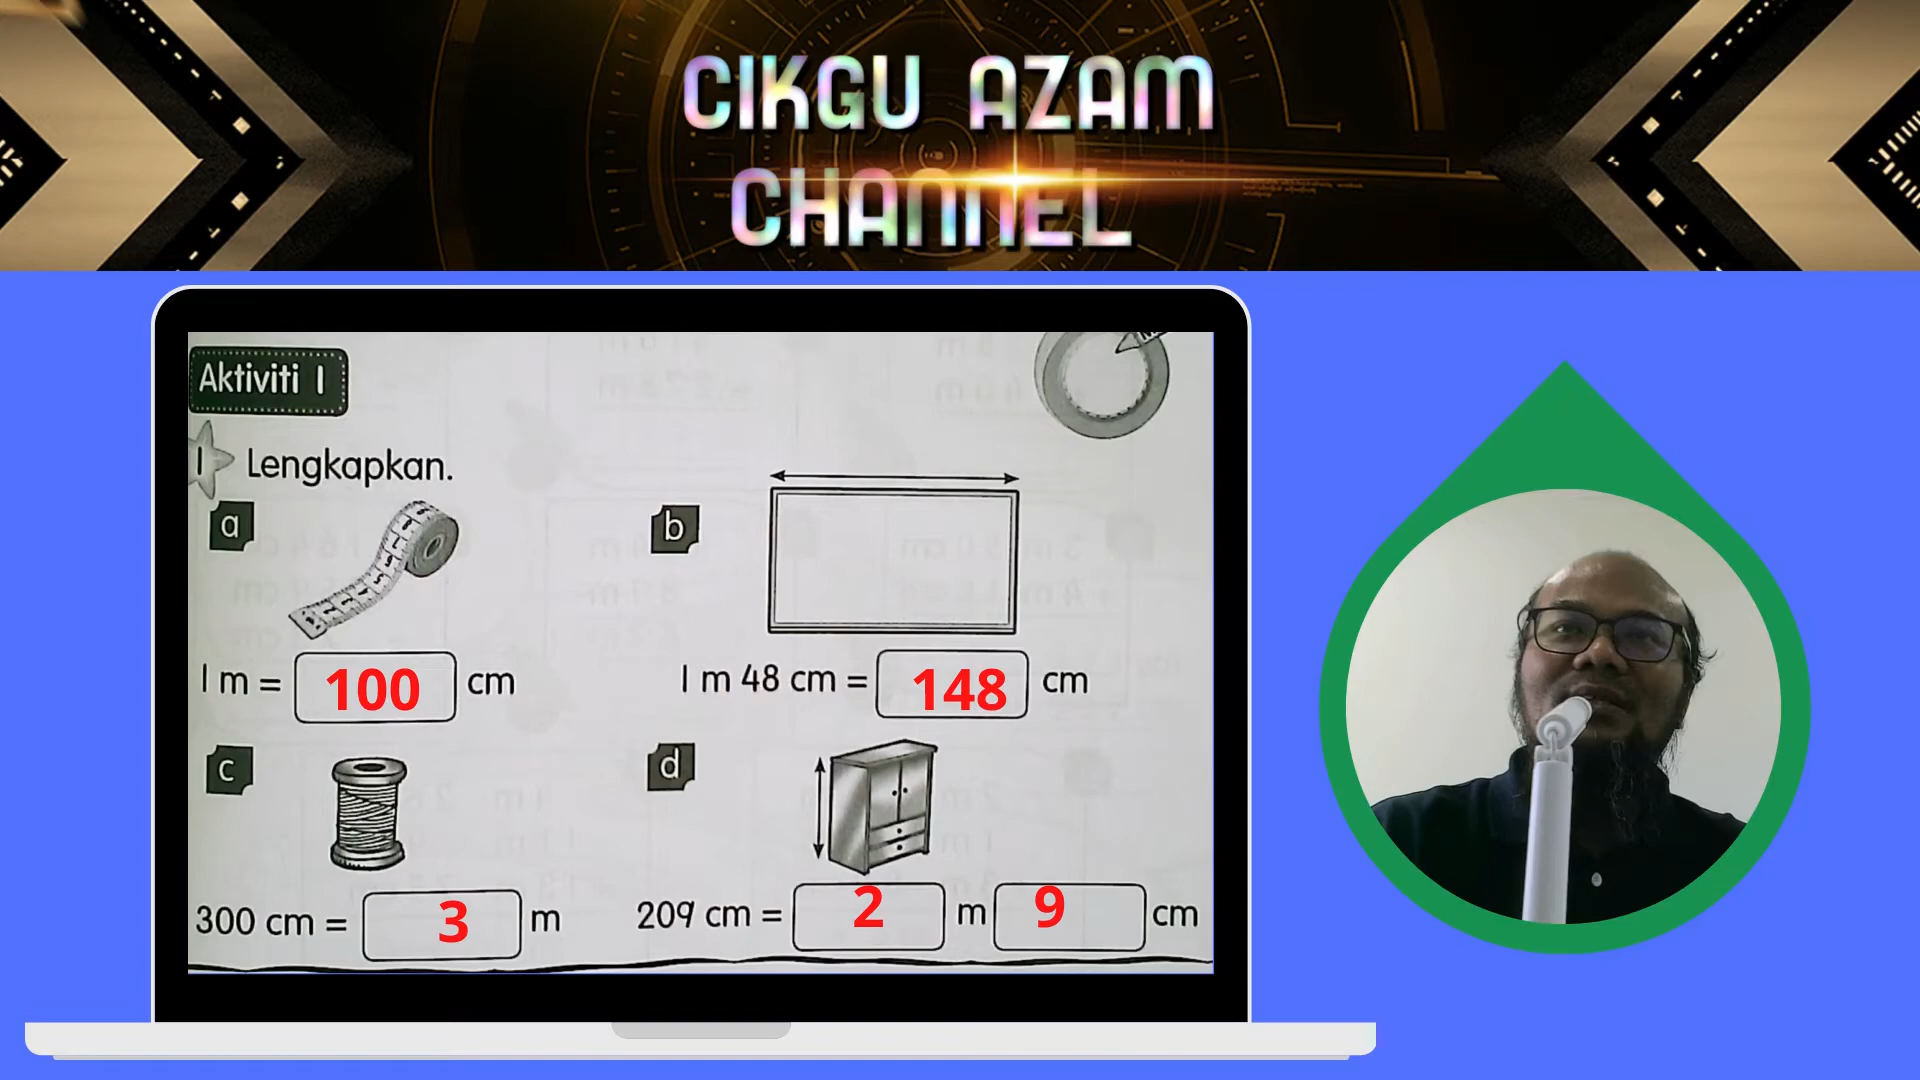 CIKGU AZAM
CHANNEL
Aktiviti 1
1 Lengkapkan.
a
b
1 m = 100 cm
1 m 48 cm = 148 cm
c
d
300 cm = 3 m
209 cm = 2 m 9 cm